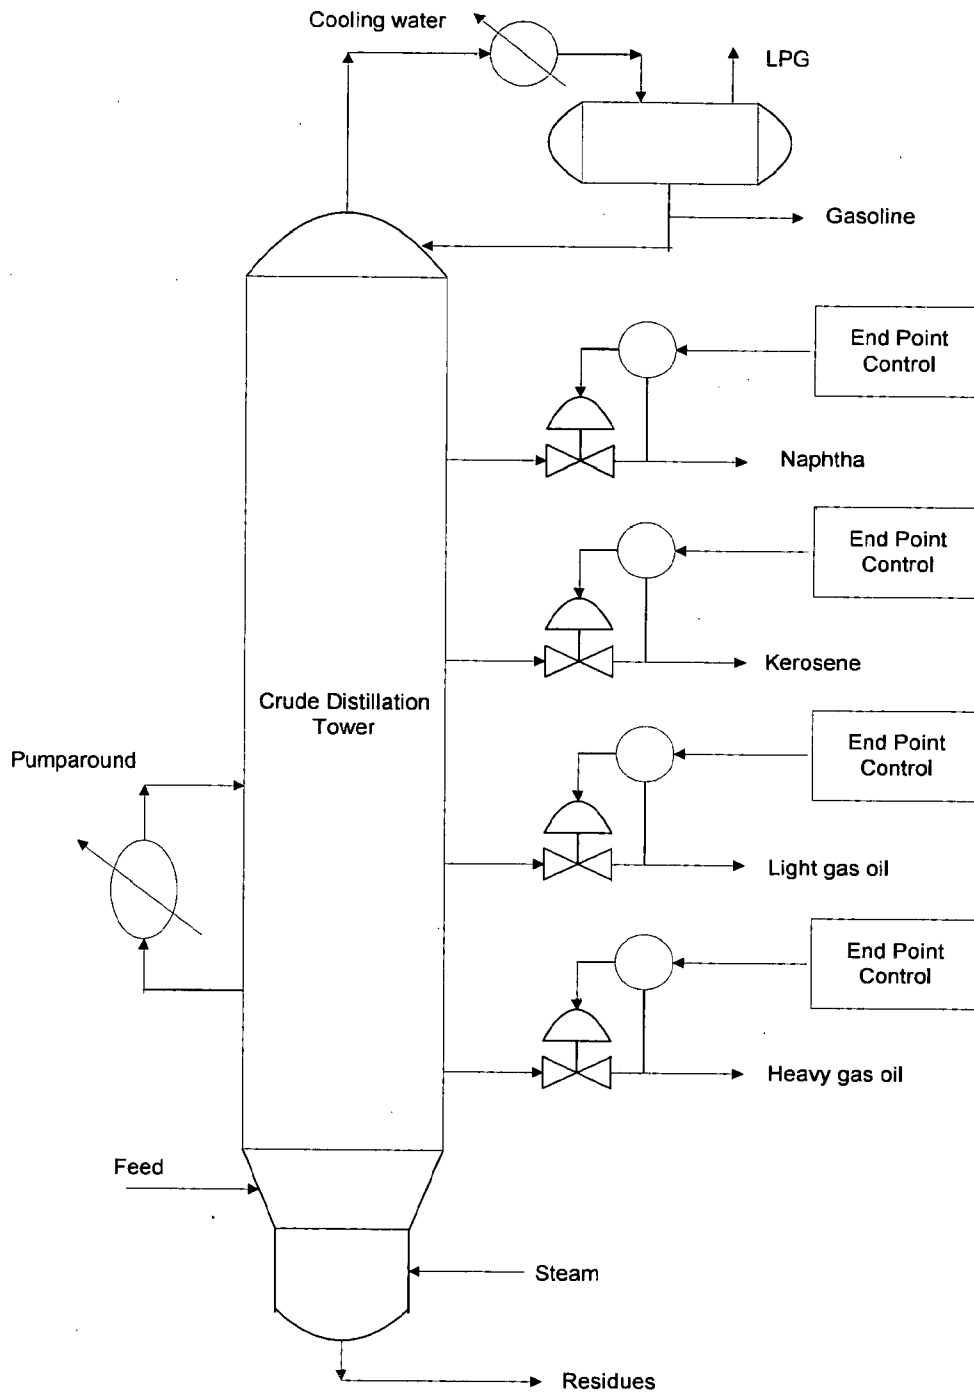 Cooling water
LPG
Gasoline
End Point
Control
Naphtha
End Point
Control
Kerosene
Crude Distillation
Tower
End Point
Control
Pumparound
Light gas oil
End Point
Control
Heavy gas oil
Feed
Steam
Residues